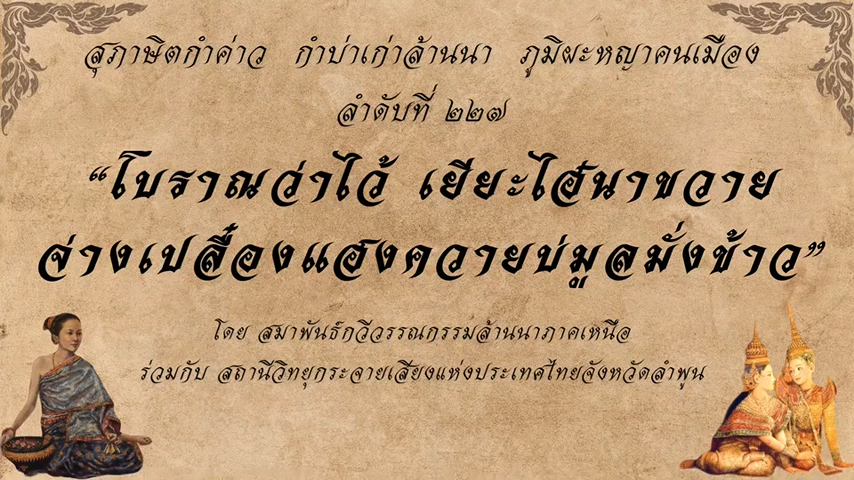 สุภาษิตกำค่าว กำบ่าเก่าล้านนา ภูมิผะหญาคนเมือง
ลำดับที่ ๒๒๗
“โบราณว่าไว้ เยียะไฮ่นาขวาย
จ่างเปลื๋องแฮงควายบ่มูลมั่งข้าว”
โดย สมาพันธ์กวีวรรณกรรมล้านนาภาคเหนือ
ร่วมกับ สถานีวิทยุกระจายเสียงแห่งประเทศไทยจังหวัดลำพูน